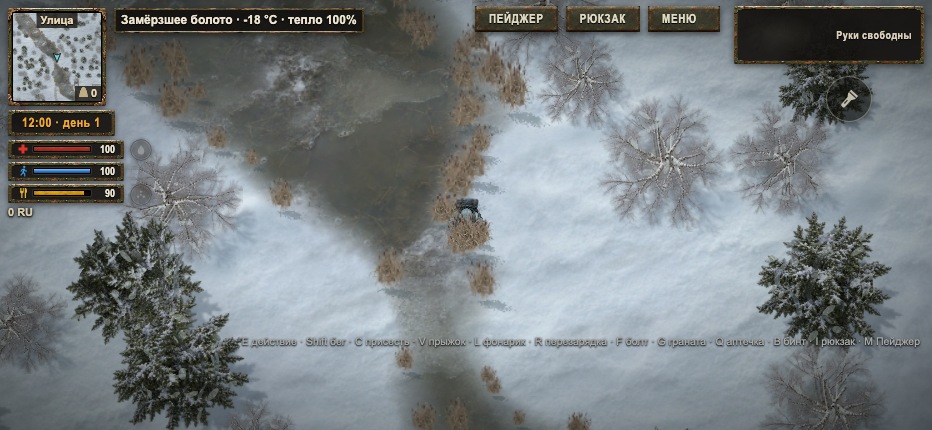 Улица
Замёрзшее болото · -18 °C · тепло 100%
ПЕЙДЖЕР
РЮКЗАК
МЕНЮ
Руки свободны
0
12:00 · день 1
100
100
90
0 RU
E действие · Shift бег · C присесть · V прыжок · L фонарик · R перезарядка · F болт · G граната · Q аптечка · B бинт · I рюкзак · M Пейджер